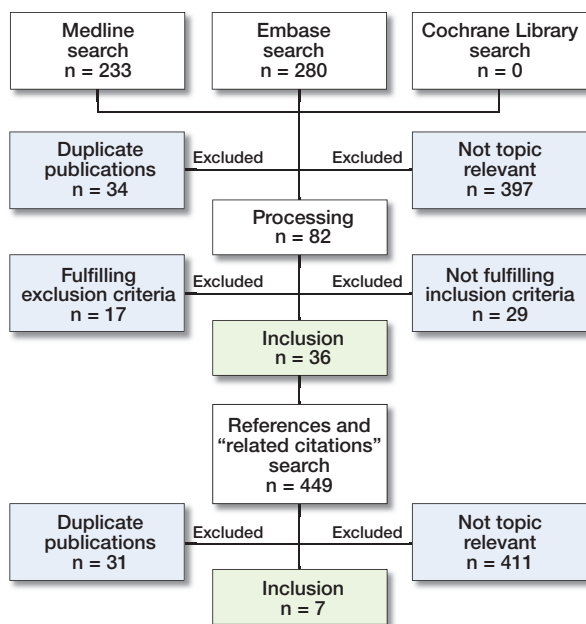 Medline
search
n = 233
Embase
search
n = 280
Cochrane Library
search
n = 0
Duplicate
publications
n = 34
Excluded
Excluded
Not topic
relevant
n = 397
Processing
n = 82
Fulfilling
exclusion criteria
n = 17
Excluded
Excluded
Not fulfilling
inclusion criteria
n = 29
Inclusion
n = 36
References and
“related citations”
search
n = 449
Duplicate
publications
n = 31
Excluded
Excluded
Not topic
relevant
n = 411
Inclusion
n = 7